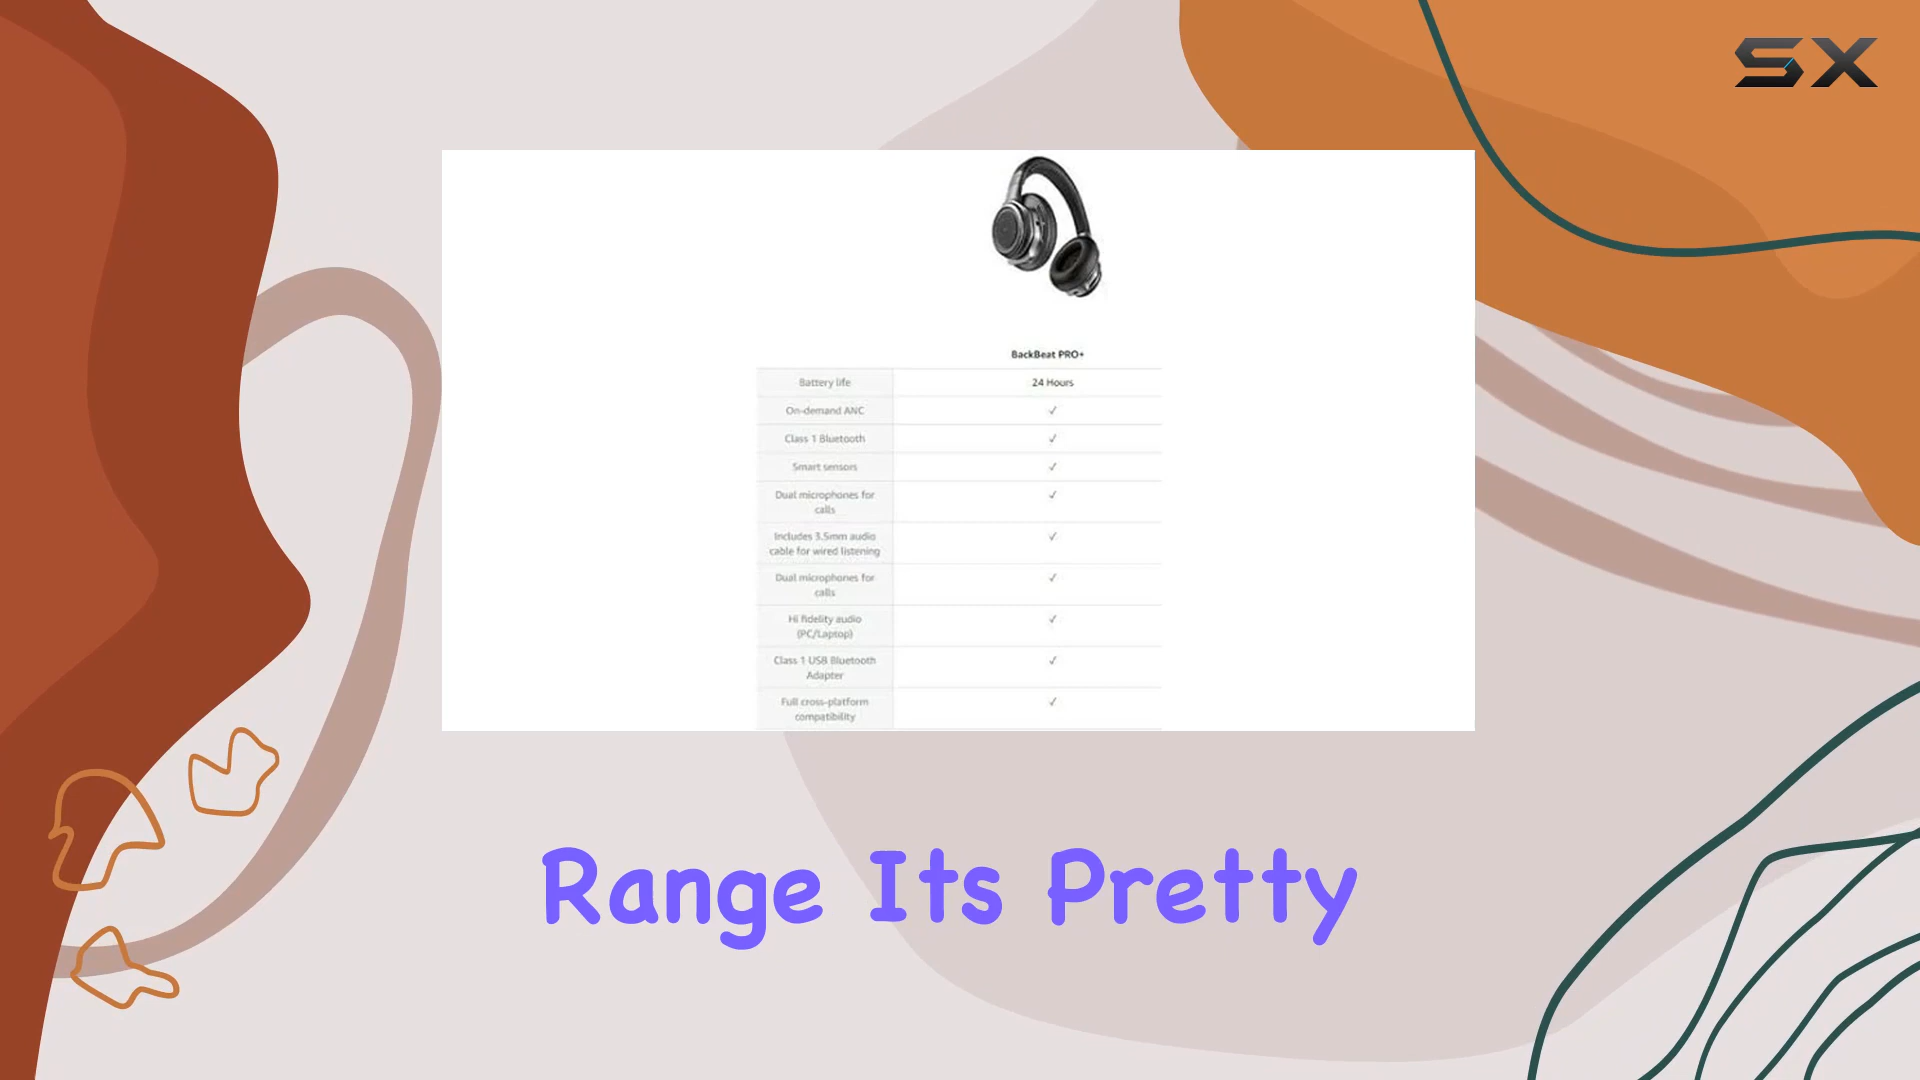 SX
BackBeat PRO+
Battery life 24 Hours
On-demand ANC ✓
Class 1 Bluetooth ✓
Smart sensors ✓
Dual microphones for ✓
calls
Includes 3.5mm audio ✓
cable for wired listening
Dual microphones for ✓
calls
Hi fidelity audio ✓
(PC/Laptop)
Class 1 USB Bluetooth ✓
Adapter
Full cross-platform ✓
compatibility
Range Its Pretty